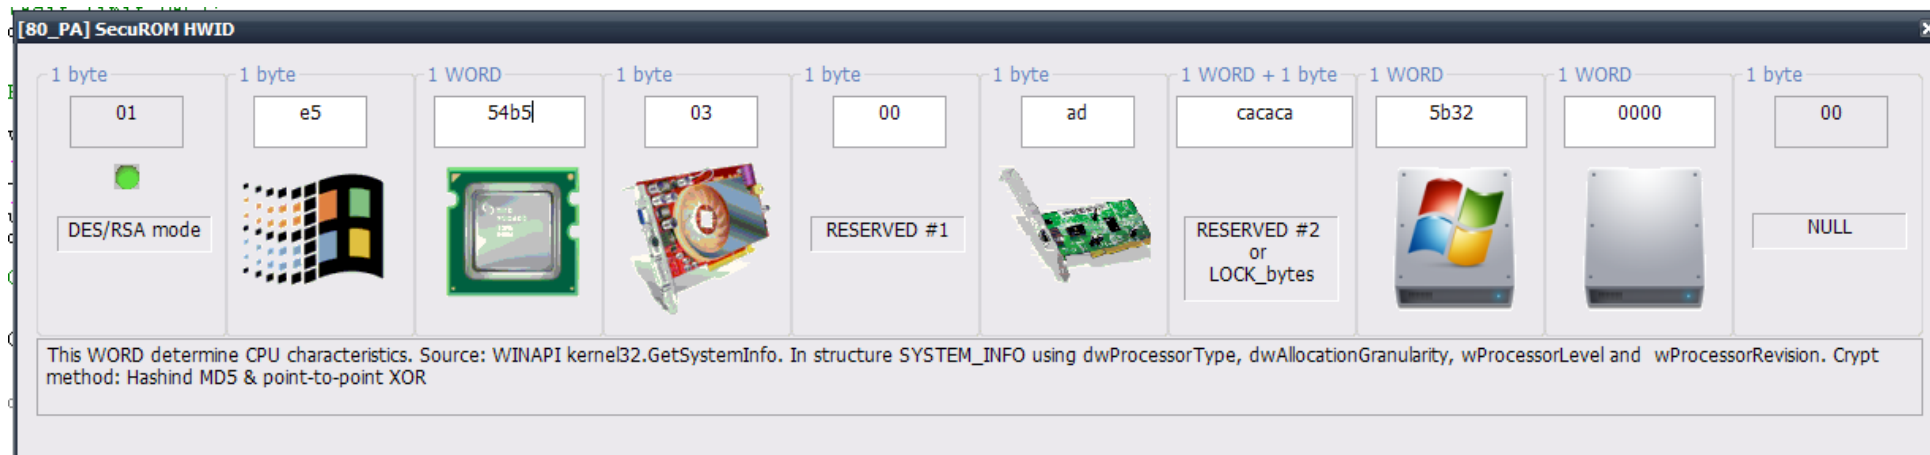 [80_PA] SecuROM HWID
1 byte 1 byte 1 WORD 1 byte 1 byte 1 byte 1 WORD + 1 byte 1 WORD 1 WORD 1 byte
01 e5 54b5 03 00 ad cacaca 5b32 0000 00
DES/RSA mode
RESERVED #1
RESERVED #2
or
LOCK_bytes
NULL
This WORD determine CPU characteristics. Source: WINAPI kernel32.GetSystemInfo. In structure SYSTEM_INFO using dwProcessorType, dwAllocationGranularity, wProcessorLevel and wProcessorRevision. Crypt
method: Hashind MD5 & point-to-point XOR